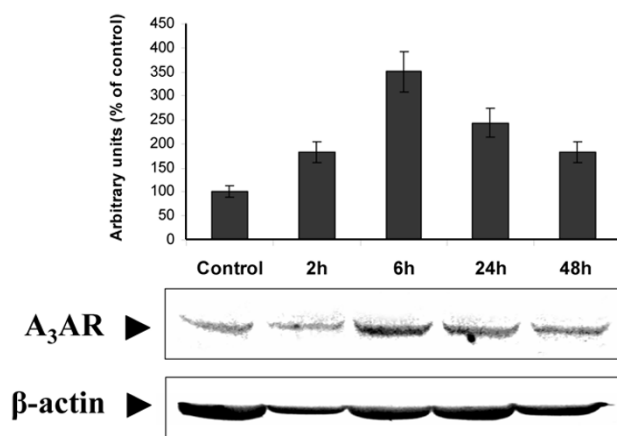 450
400
350
300
250
200
150
100
50
0
Arbitrary units (% of control)
Control 2h 6h 24h 48h
A₃AR
β-actin